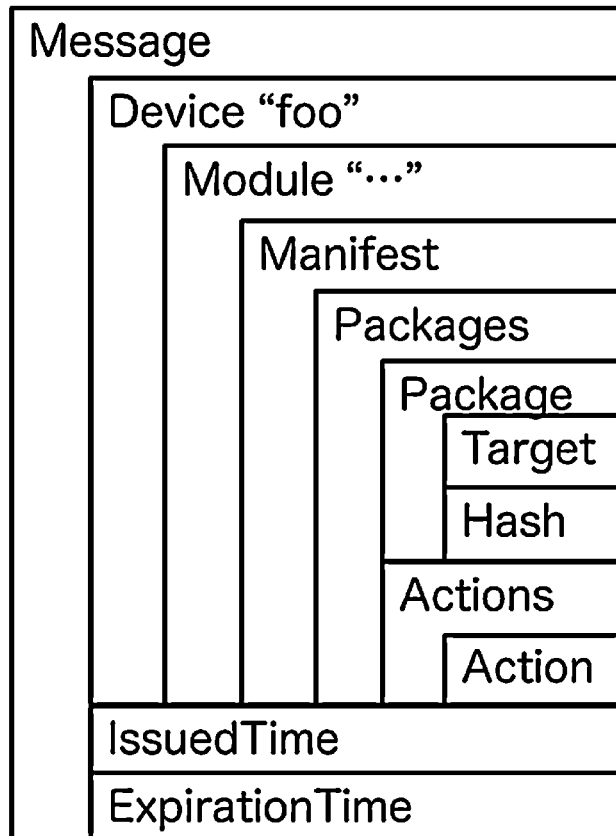 Message
Device “foo”
Module “…”
Manifest
Packages
Package
Target
Hash
Actions
Action
IssuedTime
ExpirationTime